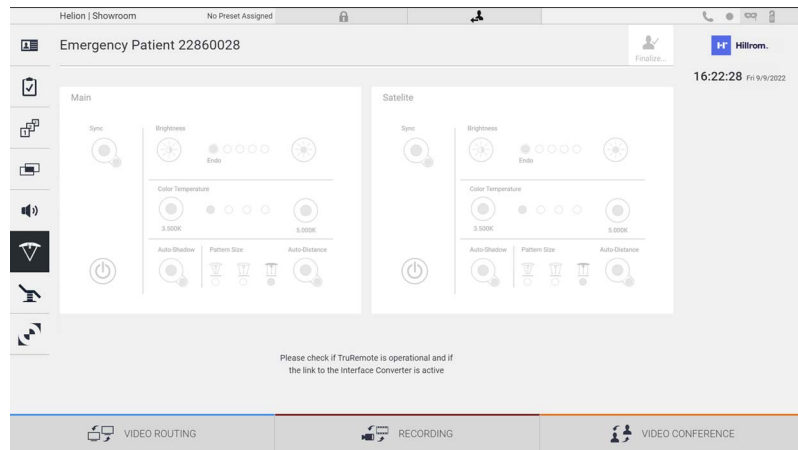 Helion | Showroom
No Preset Assigned
Emergency Patient 22860028
Finalize...
H Hillrom.
16:22:28 Fri 9/9/2022
Main
Sync
Brightness
Endo
Color Temperature
3.500K
5.000K
Auto-Shadow
Pattern Size
Auto-Distance
Satelite
Sync
Brightness
Endo
Color Temperature
3.500K
5.000K
Auto-Shadow
Pattern Size
Auto-Distance
Please check if TruRemote is operational and if
the link to the Interface Converter is active
VIDEO ROUTING
RECORDING
VIDEO CONFERENCE